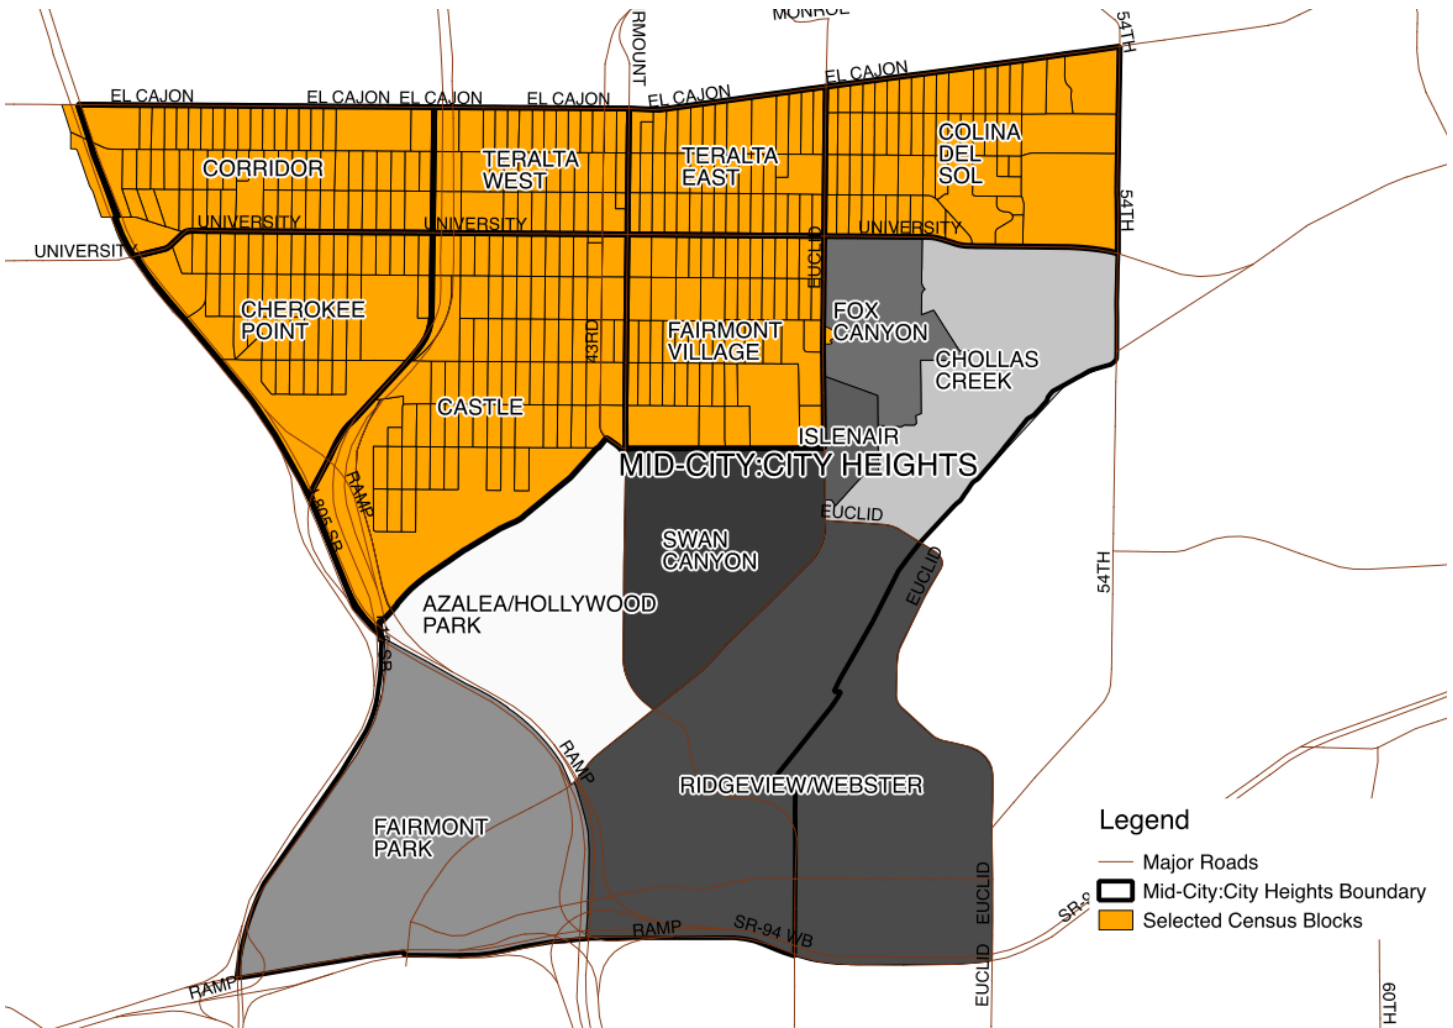 MONROE
54TH
RMOUNT
EL CAJON
EL CAJON
EL CAJON
EL CAJON
EL CAJON
EL CAJON
COLINA
DEL
SOL
CORRIDOR
TERALTA
WEST
TERALTA
EAST
54TH
UNIVERSITY
UNIVERSITY
UNIVERSITY
UNIVERSITY
EUCLID
CHEROKEE
POINT
43RD
FAIRMONT
VILLAGE
FOX
CANYON
CHOLLAS
CREEK
CASTLE
ISLENAIR
MID-CITY:CITY HEIGHTS
RAMP
I-805 SB
EUCLID
SWAN
CANYON
EUCLID
54TH
AZALEA/HOLLYWOOD
PARK
SB
RAMP
RIDGEVIEW/WEBSTER
FAIRMONT
PARK
Legend
Major Roads
Mid-City:City Heights Boundary
Selected Census Blocks
EUCLID
SR-9
RAMP
SR-94 WB
EUCLID
RAMP
60TH